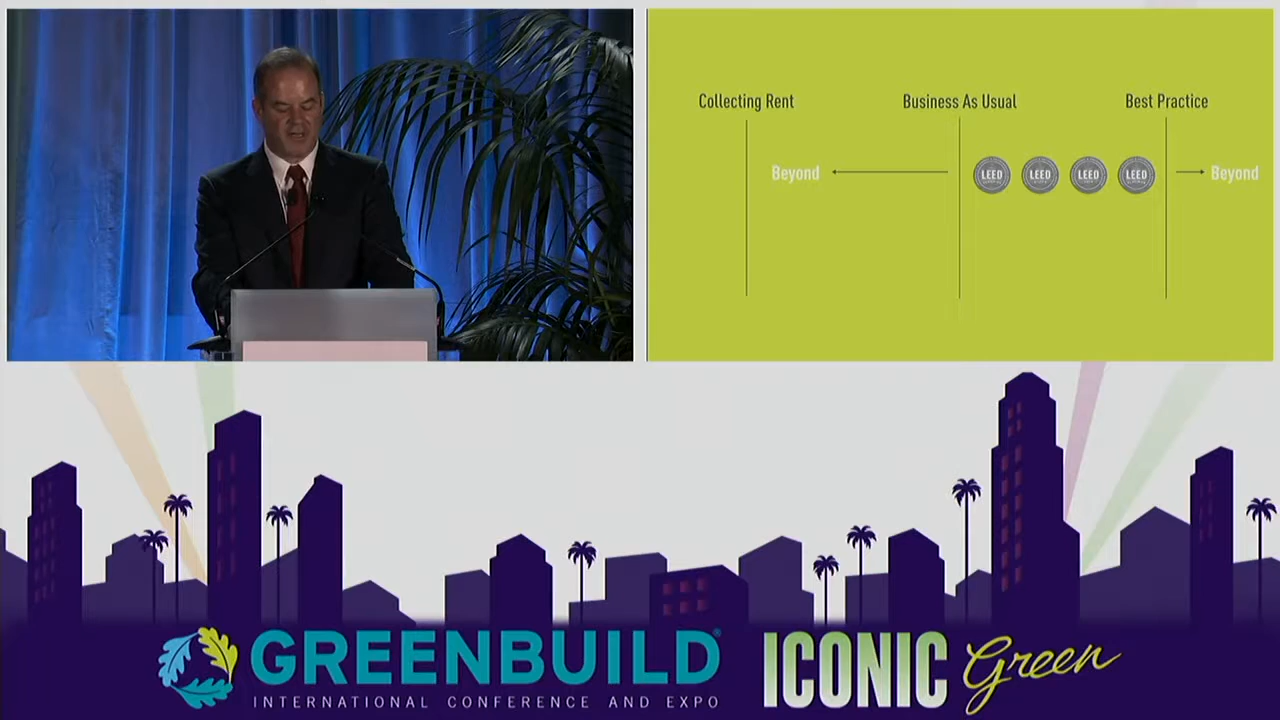 Collecting Rent
Business As Usual
Best Practice
Beyond
LEED
LEED
LEED
LEED
Beyond
GREENBUILD®
INTERNATIONAL CONFERENCE AND EXPO
ICONIC Green